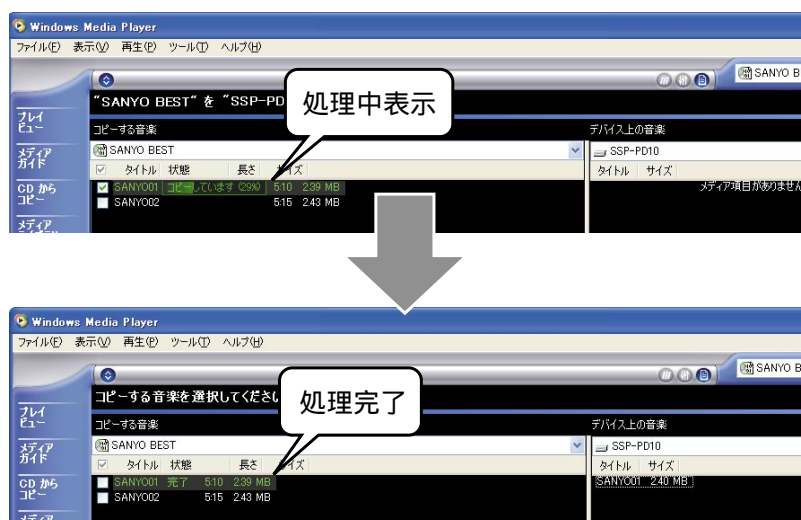 Windows Media Player
ファイル(F) 表示(V) 再生(P) ツール(T) ヘルプ(H)
SANYO B
"SANYO BEST" を "SSP-PD
処理中表示
プレイ
ビュー
コピーする音楽
デバイス上の音楽
メディア
ガイド
SANYO BEST
SSP-PD10
タイトル 状態 長さ サイズ
タイトル サイズ
CD から
コピー
SANYO01 コピーしています (29%) 5:10 2.39 MB
メディア項目がありません
SANYO02 5:15 2.43 MB
メディア
Windows Media Player
ファイル(F) 表示(V) 再生(P) ツール(T) ヘルプ(H)
SANYO B
コピーする音楽を選択してくださ
処理完了
プレイ
ビュー
コピーする音楽
デバイス上の音楽
メディア
ガイド
SANYO BEST
SSP-PD10
タイトル 状態 長さ サイズ
タイトル サイズ
CD から
コピー
SANYO01 完了 5:10 2.39 MB
SANYO01 2.40 MB
SANYO02 5:15 2.43 MB
メディア